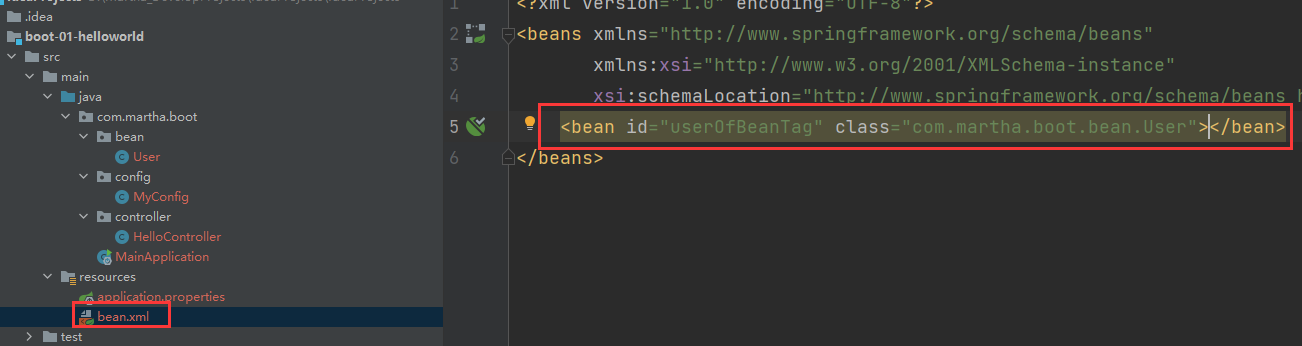 .idea
boot-01-helloworld
src
main
java
com.martha.boot
bean
User
config
MyConfig
controller
HelloController
MainApplication
resources
application.properties
bean.xml
test
1 <?xml version="1.0" encoding="UTF-8"?>
2 <beans xmlns="http://www.springframework.org/schema/beans"
3 xmlns:xsi="http://www.w3.org/2001/XMLSchema-instance"
4 xsi:schemaLocation="http://www.springframework.org/schema/beans h
5 <bean id="userOfBeanTag" class="com.martha.boot.bean.User"></bean>
6 </beans>